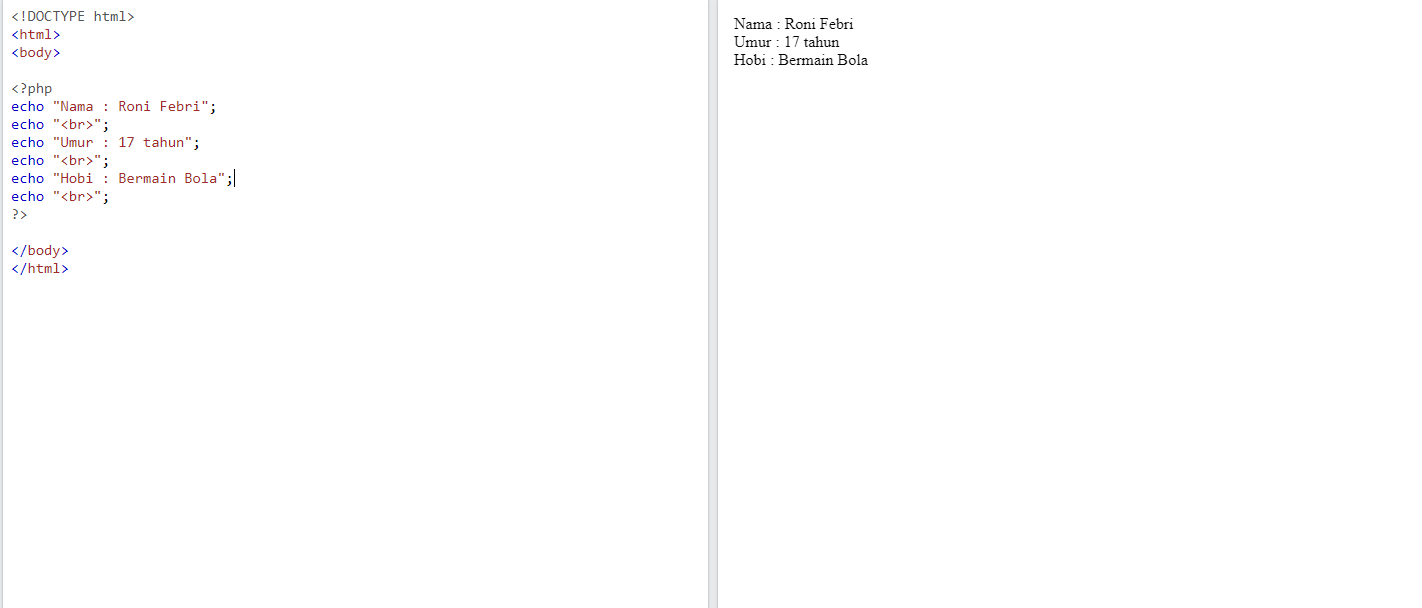 <!DOCTYPE html>
<html>
<body>
<?php
echo "Nama : Roni Febri";
echo "<br>";
echo "Umur : 17 tahun";
echo "<br>";
echo "Hobi : Bermain Bola";
echo "<br>";
?>
</body>
</html>
Nama : Roni Febri
Umur : 17 tahun
Hobi : Bermain Bola